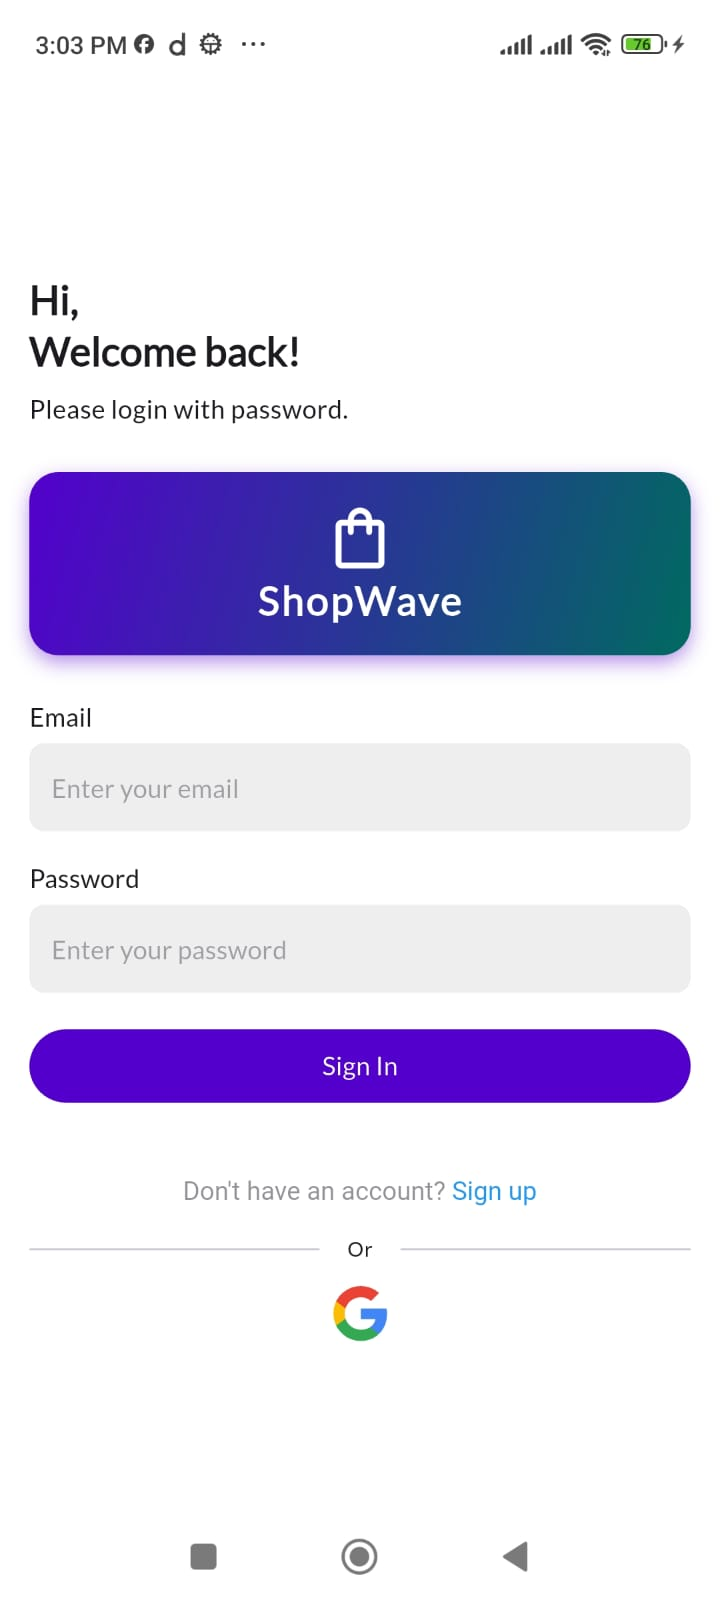 3:03 PM
76
Hi,
Welcome back!
Please login with password.
ShopWave
Email
Enter your email
Password
Enter your password
Sign In
Don't have an account? Sign up
Or